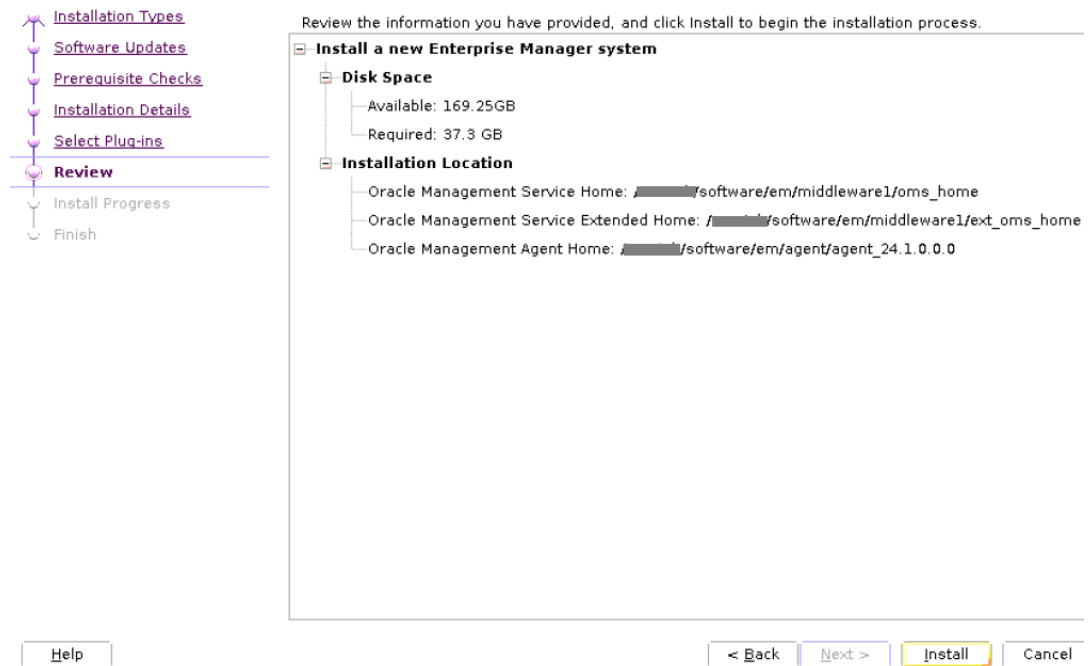 Installation Types
Software Updates
Prerequisite Checks
Installation Details
Select Plug-ins
Review
Install Progress
Finish
Review the information you have provided, and click Install to begin the installation process.
Install a new Enterprise Manager system
Disk Space
Available: 169.25GB
Required: 37.3 GB
Installation Location
Oracle Management Service Home: / /software/em/middleware1/oms_home
Oracle Management Service Extended Home: / /software/em/middleware1/ext_oms_home
Oracle Management Agent Home: / /software/em/agent/agent_24.1.0.0.0
Help
< Back
Next >
Install
Cancel